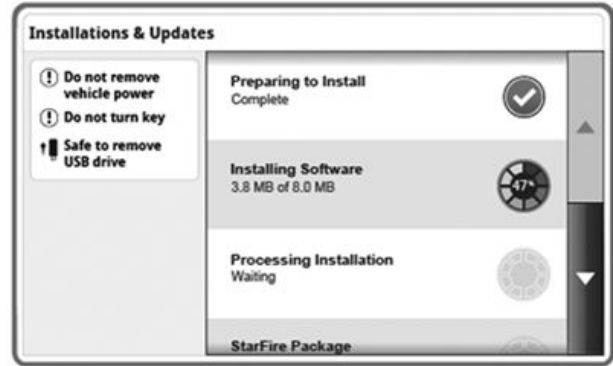 Installations & Updates
Do not remove
vehicle power
Do not turn key
Safe to remove
USB drive
Preparing to Install
Complete
Installing Software
3.8 MB of 8.0 MB
47%
Processing Installation
Waiting
StarFire Package